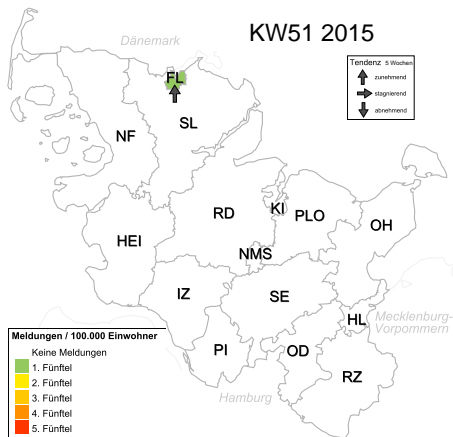 KW51 2015
Dänemark
Tendenz 5 Wochen
zunehmend
stagnierend
abnehmend
FL
SL
NF
RD
KI
PLO
OH
HEI
NMS
IZ
SE
HL
Mecklenburg-
Vorpommern
PI
OD
RZ
Hamburg
Meldungen / 100.000 Einwohner
Keine Meldungen
1. Fünftel
2. Fünftel
3. Fünftel
4. Fünftel
5. Fünftel